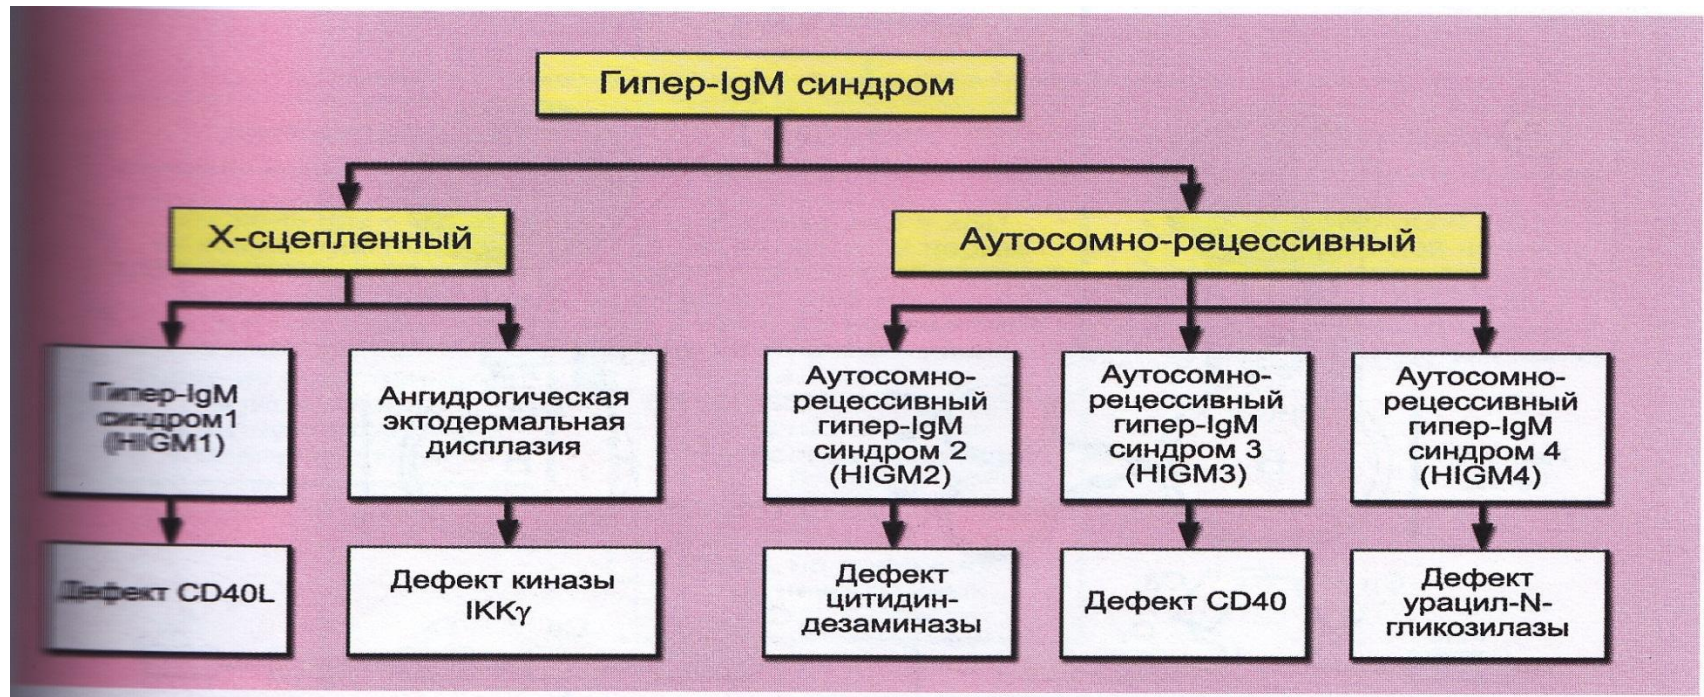 Гипер-IgM синдром
Х-сцепленный
Аутосомно-рецессивный
Гипер-IgM
синдром1
(HIGM1)
Ангидрогическая
эктодермальная
дисплазия
Аутосомно-
рецессивный
гипер-IgM
синдром 2
(HIGM2)
Аутосомно-
рецессивный
гипер-IgM
синдром 3
(HIGM3)
Аутосомно-
рецессивный
гипер-IgM
синдром 4
(HIGM4)
Дефект CD40L
Дефект киназы
IKKγ
Дефект
цитидин-
дезаминазы
Дефект CD40
Дефект
урацил-N-
гликозилазы